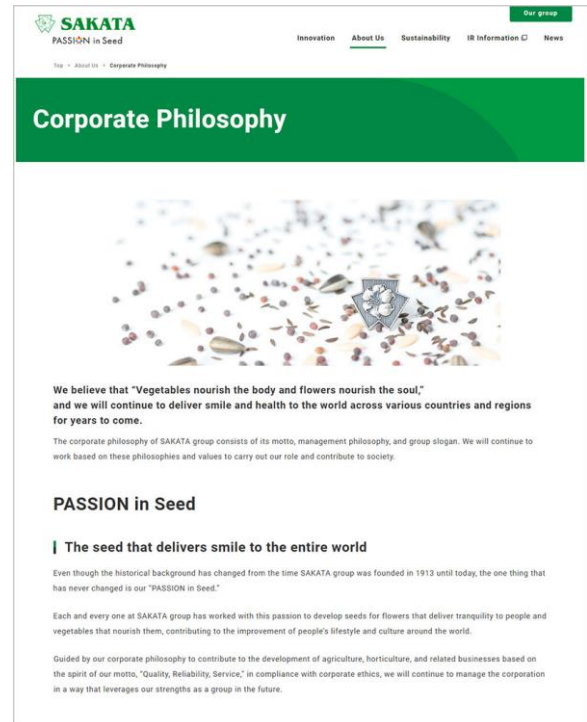 Our group
SAKATA
PASSION in Seed
Innovation About Us Sustainability IR Information News
Top About Us Corporate Philosophy
Corporate Philosophy
We believe that "Vegetables nourish the body and flowers nourish the soul,"
and we will continue to deliver smile and health to the world across various countries and regions
for years to come.
The corporate philosophy of SAKATA group consists of its motto, management philosophy, and group slogan. We will continue to
work based on these philosophies and values to carry out our role and contribute to society.
PASSION in Seed
The seed that delivers smile to the entire world
Even though the historical background has changed from the time SAKATA group was founded in 1913 until today, the one thing that
has never changed is our "PASSION in Seed."
Each and every one at SAKATA group has worked with this passion to develop seeds for flowers that deliver tranquility to people and
vegetables that nourish them, contributing to the improvement of people's lifestyle and culture around the world.
Guided by our corporate philosophy to contribute to the development of agriculture, horticulture, and related businesses based on
the spirit of our motto, "Quality, Reliability, Service," in compliance with corporate ethics, we will continue to manage the corporation
in a way that leverages our strengths as a group in the future.